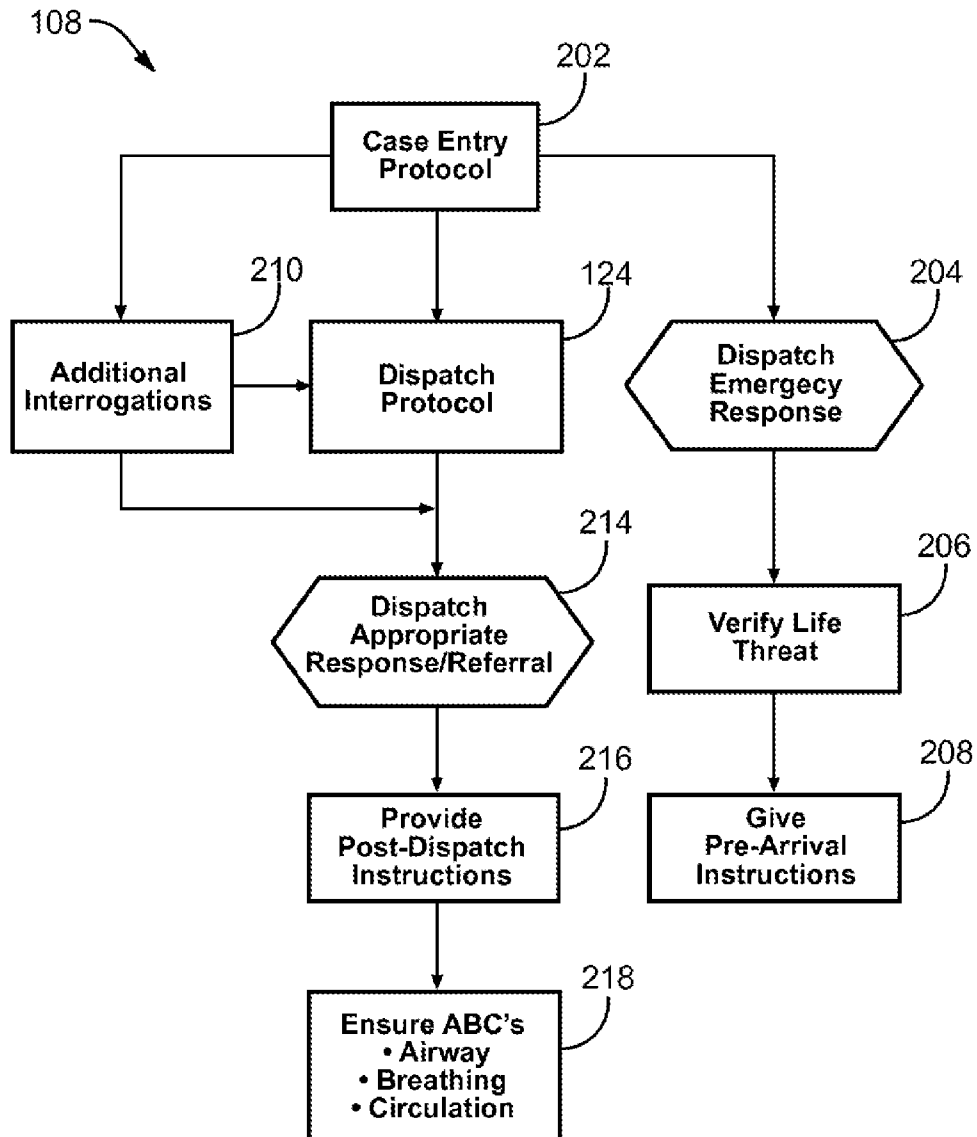 108
202
Case Entry
Protocol
210
124
204
Additional
Interrogations
Dispatch
Protocol
Dispatch
Emergecy
Response
214
206
Dispatch
Appropriate
Response/Referral
Verify Life
Threat
216
208
Provide
Post-Dispatch
Instructions
Give
Pre-Arrival
Instructions
218
Ensure ABC's
• Airway
• Breathing
• Circulation